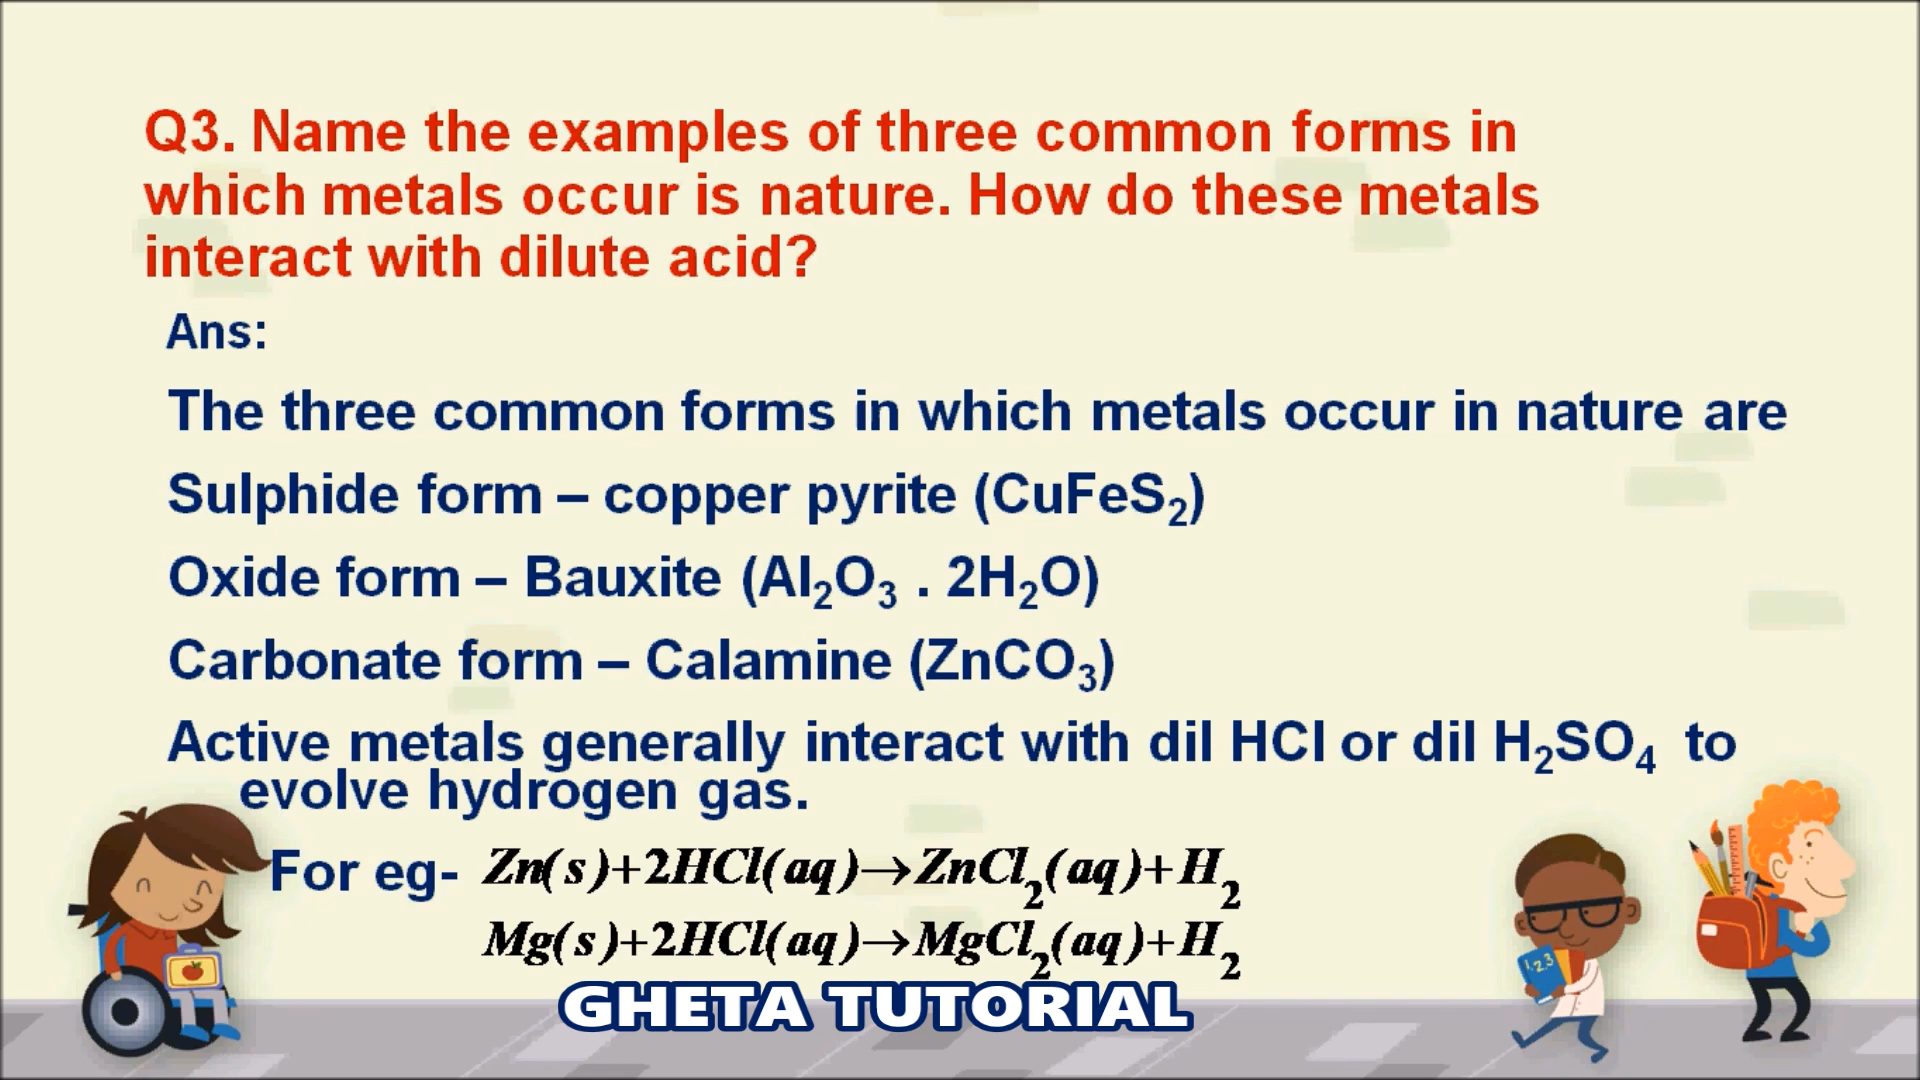 Q3. Name the examples of three common forms in
which metals occur is nature. How do these metals
interact with dilute acid?
Ans:
The three common forms in which metals occur in nature are
Sulphide form – copper pyrite (CuFeS₂)
Oxide form – Bauxite (Al₂O₃ . 2H₂O)
Carbonate form – Calamine (ZnCO₃)
Active metals generally interact with dil HCl or dil H₂SO₄ to
evolve hydrogen gas.
For eg- Zn(s)+2HCl(aq)→ZnCl₂(aq)+H₂
Mg(s)+2HCl(aq)→MgCl₂(aq)+H₂
GHETA TUTORIAL
1.2.3